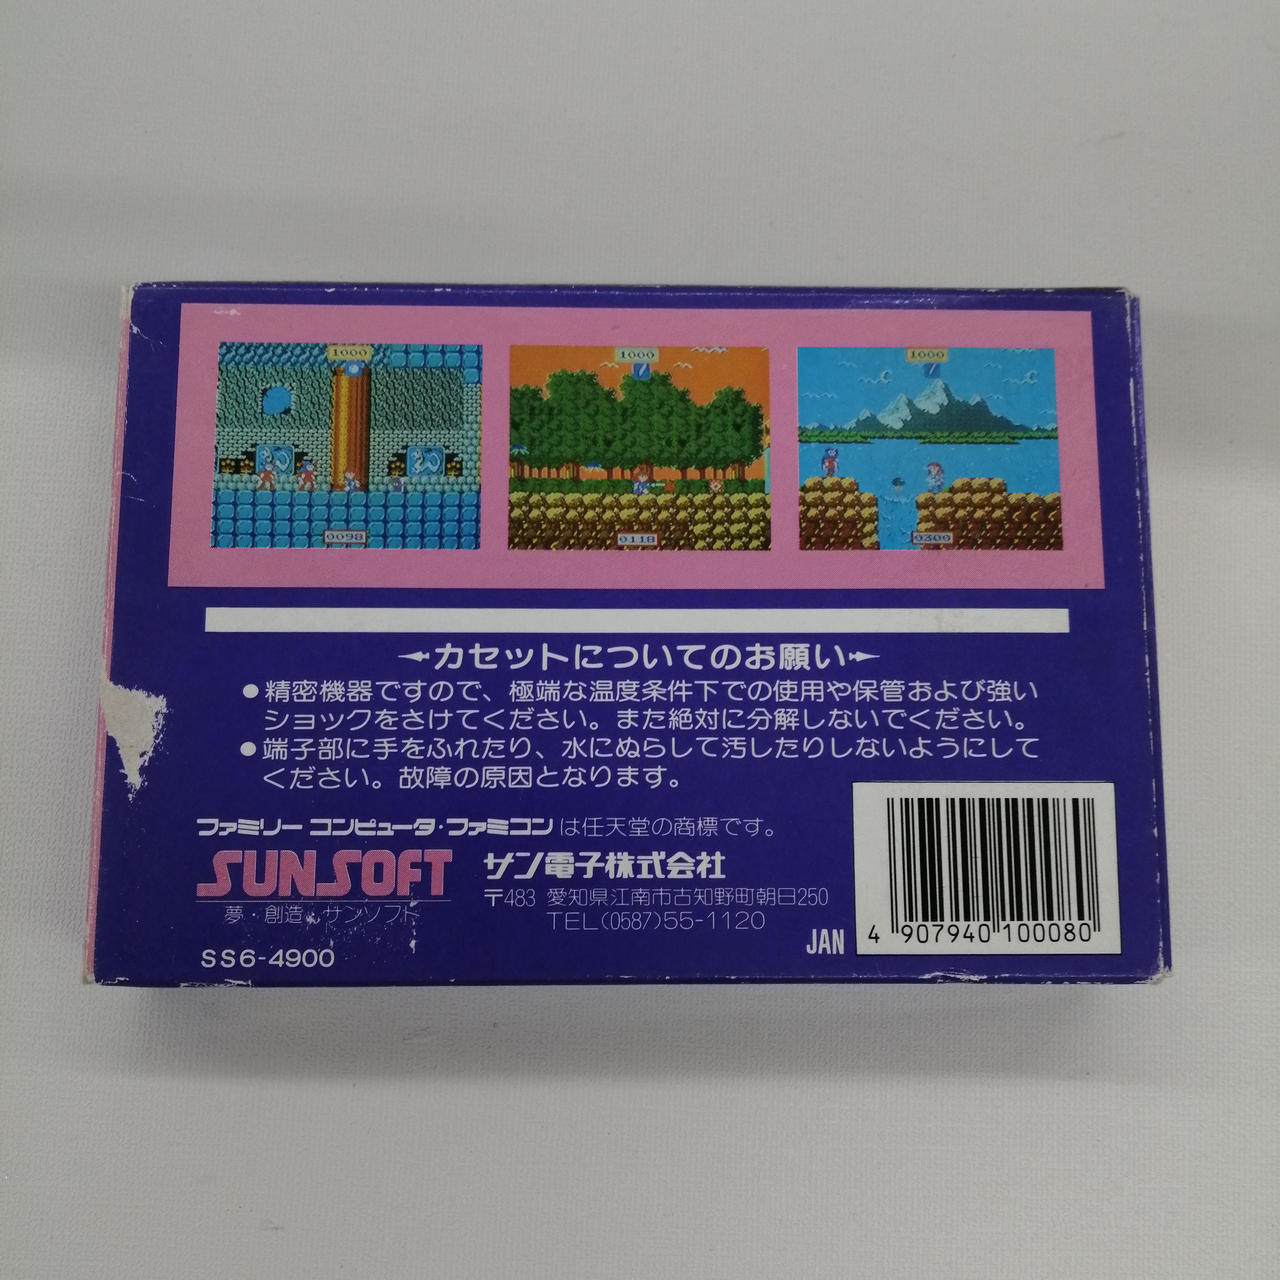 1000
1000
1000
0098
0118
0300
カセットについてのお願い
●精密機器ですので、極端な温度条件下での使用や保管および強い
ショックをさけてください。また絶対に分解しないでください。
●端子部に手をふれたり、水にぬらして汚したりしないようにして
ください。故障の原因となります。
ファミリーコンピュータ・ファミコンは任天堂の商標です。
SUNSOFT サン電子株式会社
〒483 愛知県江南市古知野町朝日250
夢・創造。サンソフト
TEL(0587)55-1120
SS6-4900
JAN
4 907940 100080